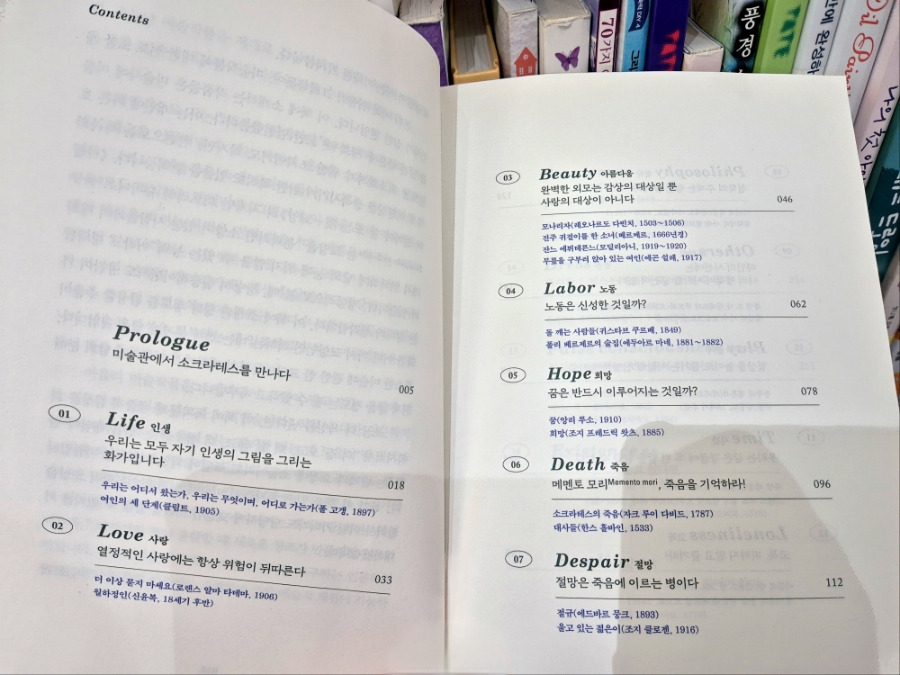 Contents
Prologue
미술관에서 소크라테스를 만나다
005
01
Life 인생
우리는 모두 자기 인생의 그림을 그리는
화가입니다
018
우리는 어디서 왔는가, 우리는 무엇이며, 어디로 가는가(폴 고갱, 1897)
여인의 세 단계(클림트, 1905)
02
Love 사랑
열정적인 사랑에는 항상 위험이 뒤따른다
033
더 이상 묻지 마세요(로렌스 알마 타데마, 1906)
월하정인(신윤복, 18세기 후반)
03
Beauty 아름다움
완벽한 외모는 감상의 대상일 뿐
사랑의 대상이 아니다
046
모나리자(레오나르도 다빈치, 1503~1506)
진주 귀걸이를 한 소녀(베르메르, 1666년경)
잔느 에뷔테른느(모딜리아니, 1919~1920)
무릎을 구부려 앉아 있는 여인(에곤 쉴레, 1917)
04
Labor 노동
노동은 신성한 것일까?
062
돌 깨는 사람들(귀스타브 쿠르베, 1849)
폴리 베르제르의 술집(에두아르 마네, 1881~1882)
05
Hope 희망
꿈은 반드시 이루어지는 것일까?
078
꿈(앙리 루소, 1910)
희망(조지 프레드릭 왓츠, 1885)
06
Death 죽음
메멘토 모리Memento mori, 죽음을 기억하라!
096
소크라테스의 죽음(자크 루이 다비드, 1787)
대사들(한스 홀바인, 1533)
07
Despair 절망
절망은 죽음에 이르는 병이다
112
절규(에드바르 뭉크, 1893)
울고 있는 젊은이(조지 클로젠, 1916)
70가지
풍경
TATE